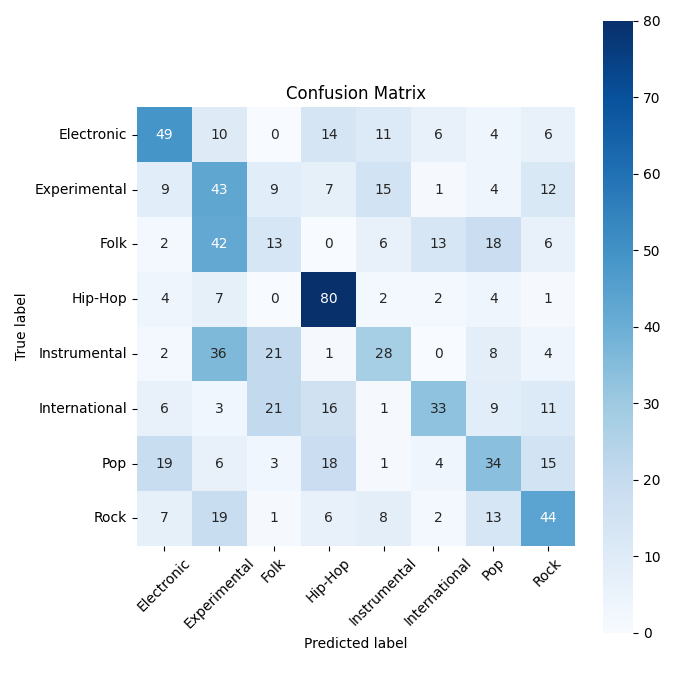 Confusion Matrix
80
70
60
50
40
30
20
10
0
True label
Electronic 49 10 0 14 11 6 4 6
Experimental 9 43 9 7 15 1 4 12
Folk 2 42 13 0 6 13 18 6
Hip-Hop 4 7 0 80 2 2 4 1
Instrumental 2 36 21 1 28 0 8 4
International 6 3 21 16 1 33 9 11
Pop 19 6 3 18 1 4 34 15
Rock 7 19 1 6 8 2 13 44
Electronic Experimental Folk Hip-Hop Instrumental International Pop Rock
Predicted label